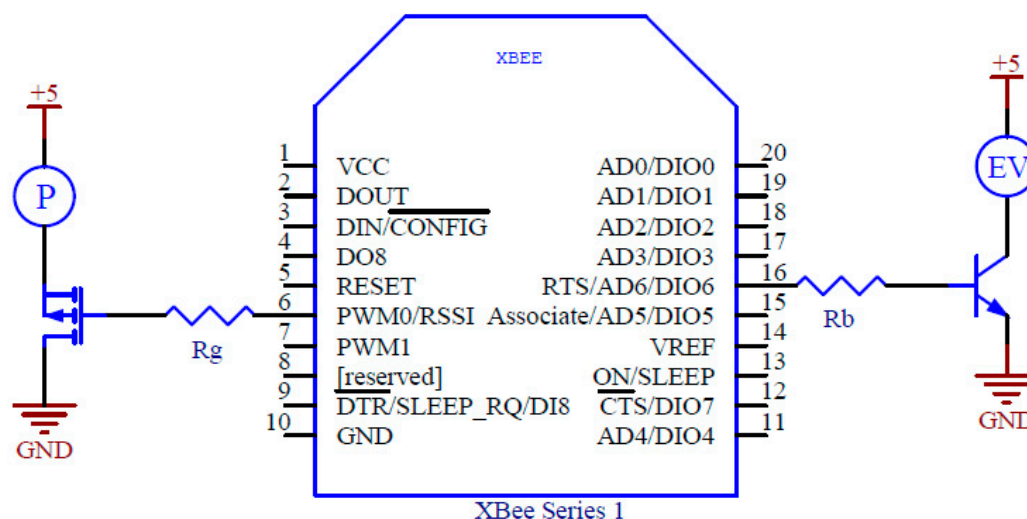 XBEE
+5
P
Rg
GND
1 VCC
2 DOUT
3 DIN/CONFIG
4 DO8
5 RESET
6 PWM0/RSSI
7 PWM1
8 [reserved]
9 DTR/SLEEP_RQ/DI8
10 GND
AD0/DIO0 20
AD1/DIO1 19
AD2/DIO2 18
AD3/DIO3 17
RTS/AD6/DIO6 16
Associate/AD5/DIO5 15
VREF 14
ON/SLEEP 13
CTS/DIO7 12
AD4/DIO4 11
+5
EV
Rb
GND
XBee Series 1